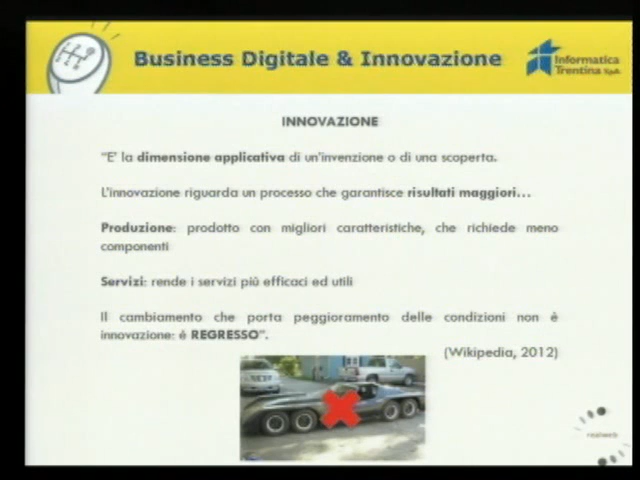 Business Digitale & Innovazione
Informatica
Trentina SpA
INNOVAZIONE
"E' la dimensione applicativa di un'invenzione o di una scoperta.
L'innovazione riguarda un processo che garantisce risultati maggiori...
Produzione: prodotto con migliori caratteristiche, che richiede meno
componenti
Servizi: rende i servizi più efficaci ed utili
Il cambiamento che porta peggioramento delle condizioni non è
innovazione: è REGRESSO".
(Wikipedia, 2012)
realweb